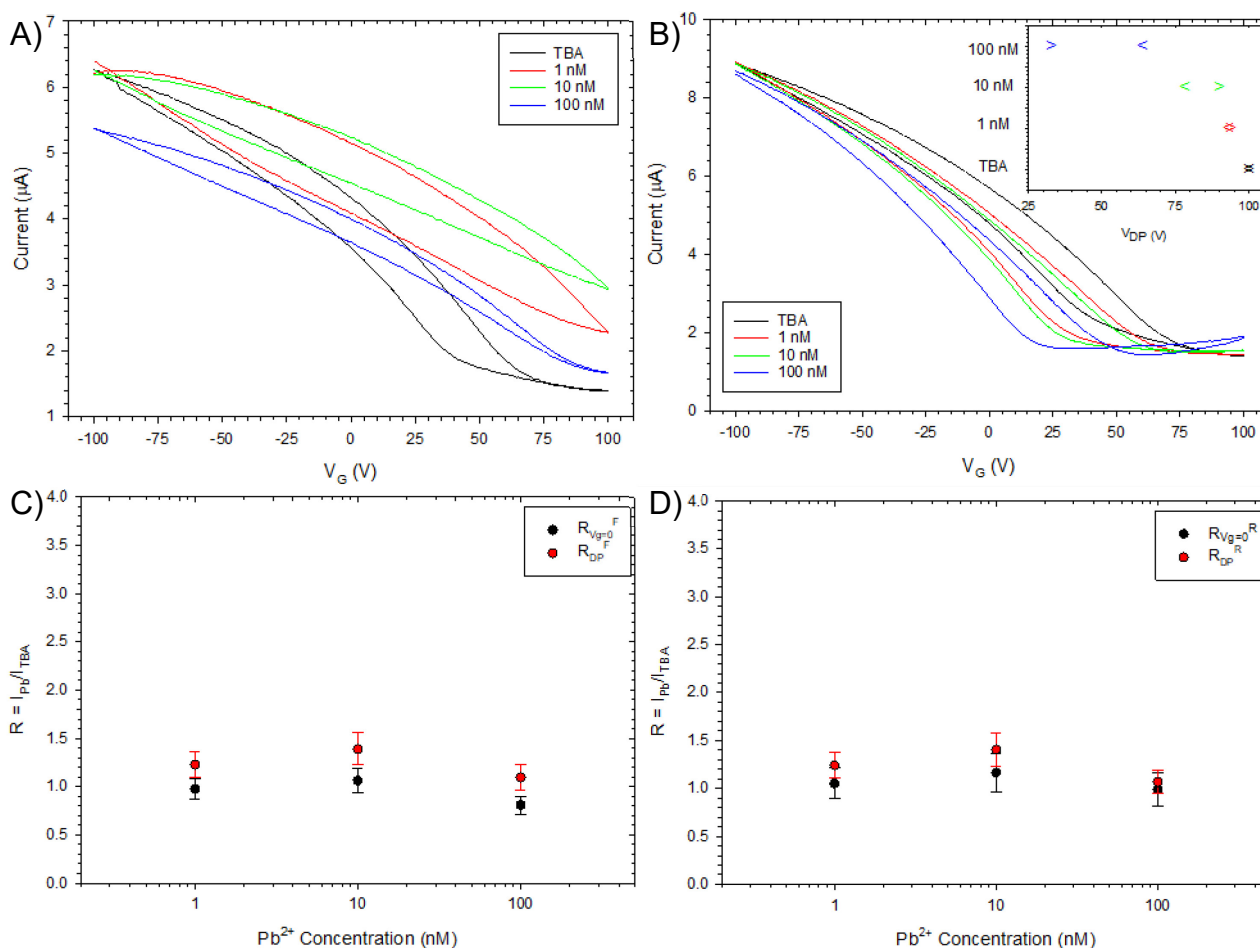 A)
TBA
1 nM
10 nM
100 nM
7
6
5
4
3
2
1
Current (µA)
-100 -75 -50 -25 0 25 50 75 100
V_G (V)
B)
100 nM
10 nM
1 nM
TBA
25 50 75 100
V_DP (V)
TBA
1 nM
10 nM
100 nM
10
8
6
4
2
0
Current (µA)
-100 -75 -50 -25 0 25 50 75 100
V_G (V)
C)
R_Vg=0^F
R_DP^F
4.0
3.5
3.0
2.5
2.0
1.5
1.0
0.5
0.0
R = I_Pb/I_TBA
1 10 100
Pb²⁺ Concentration (nM)
D)
R_Vg=0^R
R_DP^R
4.0
3.5
3.0
2.5
2.0
1.5
1.0
0.5
0.0
R = I_Pb/I_TBA
1 10 100
Pb²⁺ Concentration (nM)